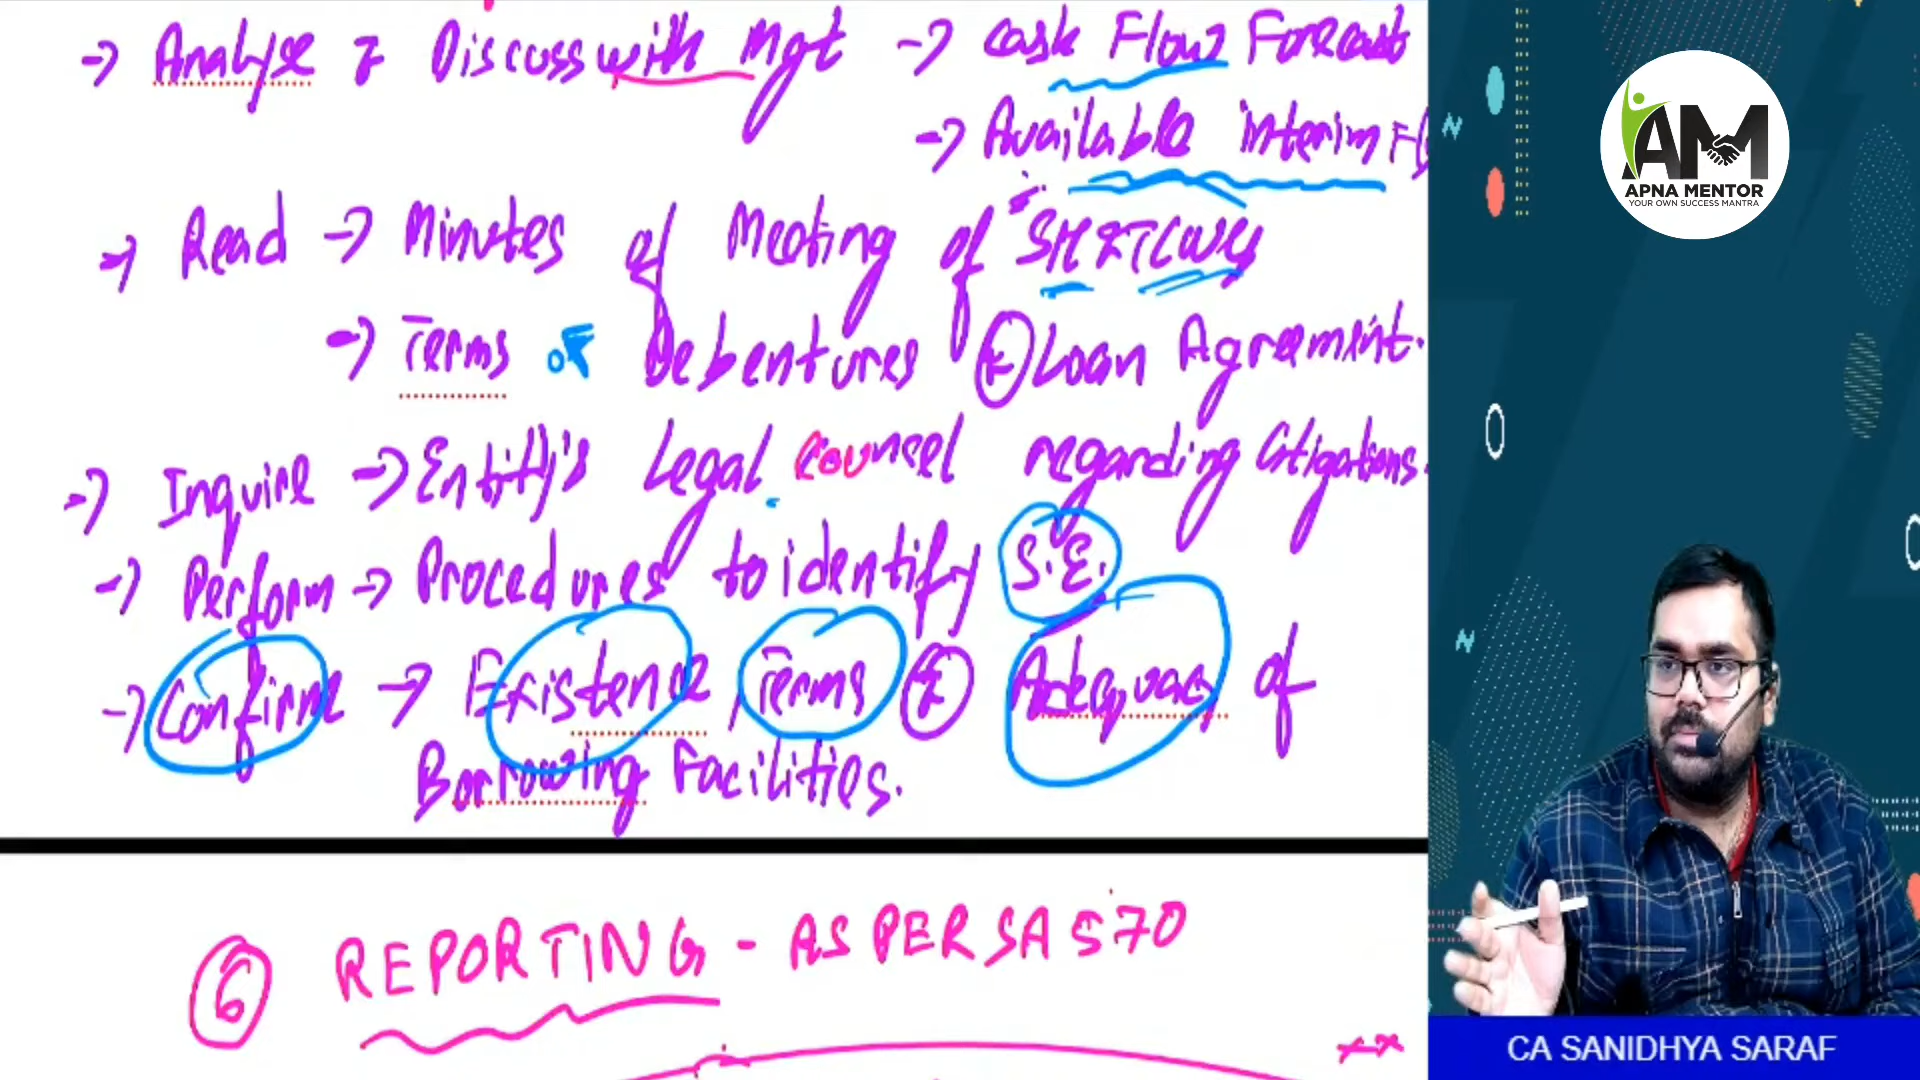 -> Analyse & Discuss with Mgt -> Cash Flow Forecast
-> Available interim
-> Read -> Minutes of Meeting of SH & TCWG
-> Terms of Debentures & Loan Agreement.
-> Inquire -> Entity's Legal counsel regarding litigations.
-> Perform -> Procedures to identify S.E.
-> Confirm -> Existence, Terms & Adequacy of
Borrowing Facilities.
6 REPORTING - AS PER SA 570
AM
APNA MENTOR
YOUR OWN SUCCESS MANTRA
CA SANIDHYA SARAF